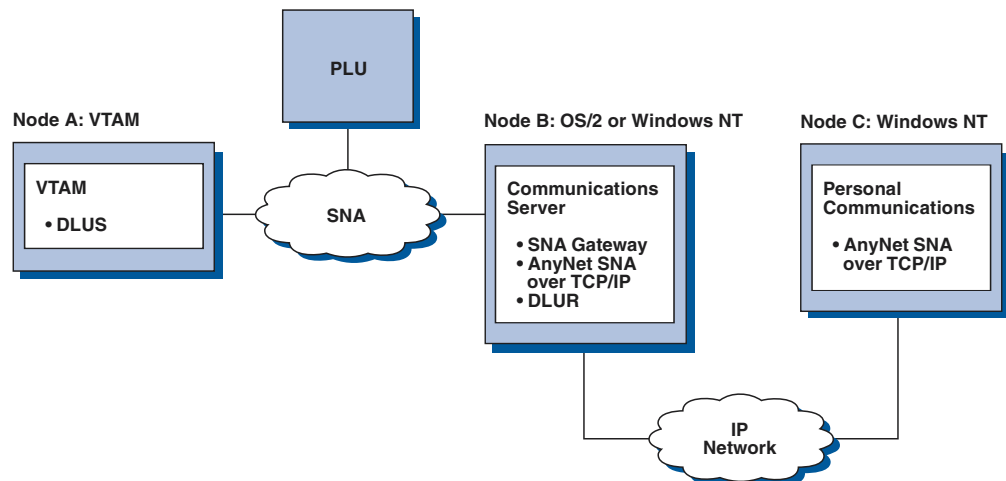 PLU
Node A: VTAM
VTAM
• DLUS
SNA
Node B: OS/2 or Windows NT
Communications
Server
• SNA Gateway
• AnyNet SNA
over TCP/IP
• DLUR
Node C: Windows NT
Personal
Communications
• AnyNet SNA
over TCP/IP
IP
Network